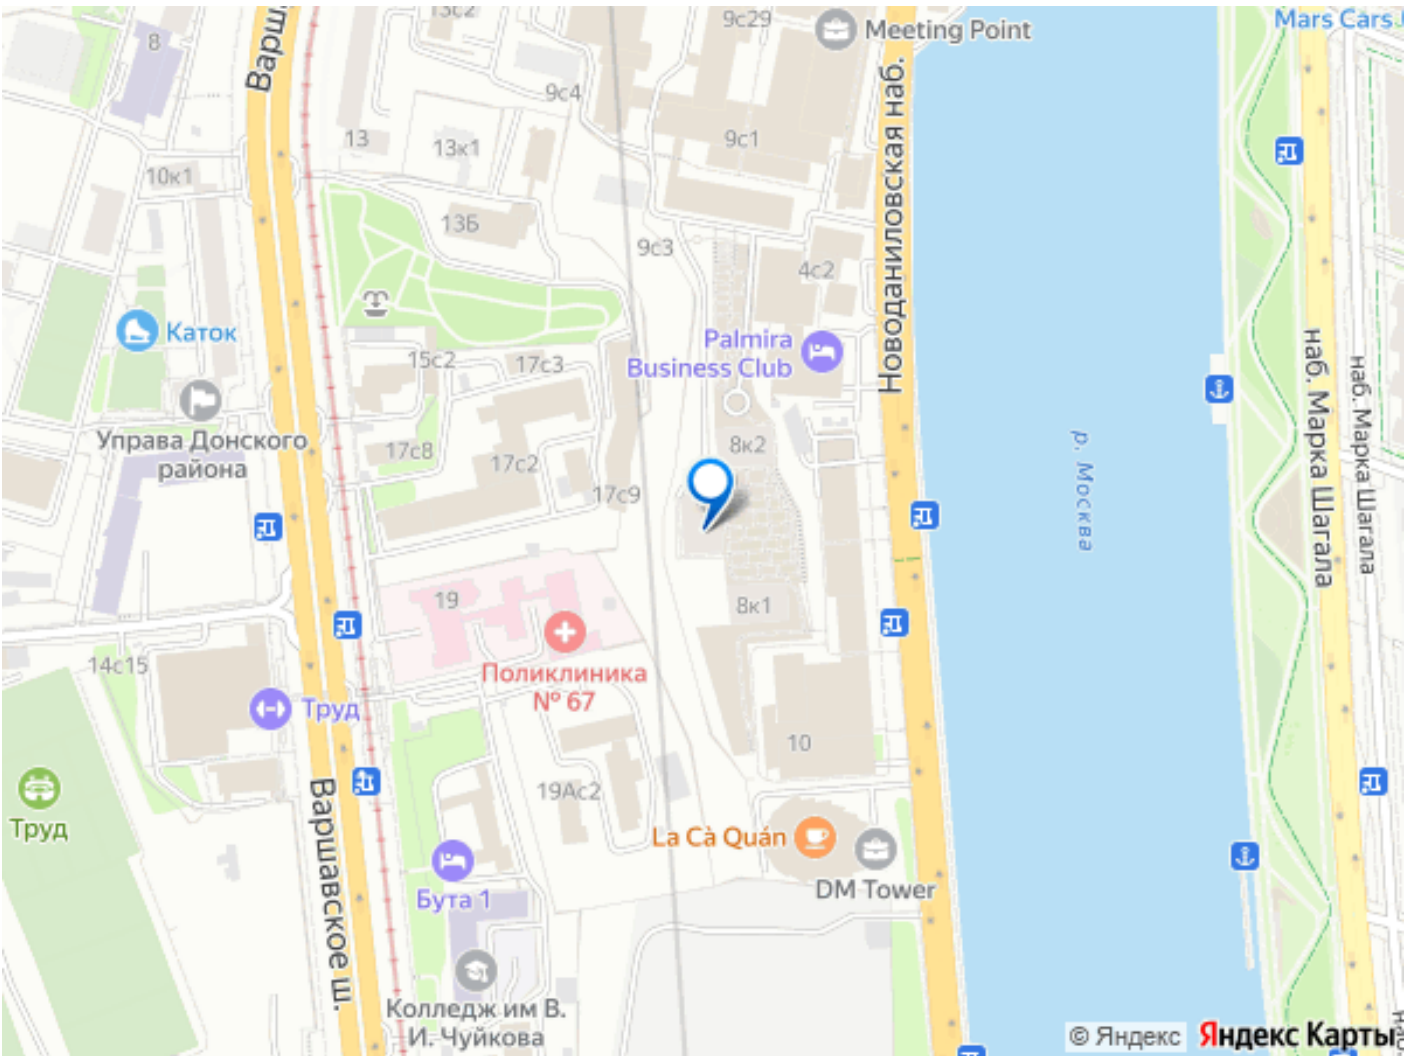 13с2
9с29
Meeting Point
Mars Cars
8
Варш
9с4
13
13к1
9с1
10к1
Новоданиловская наб.
13Б
9с3
4с2
Каток
Palmira
Business Club
15с2
17с3
наб. Марка Шагала
наб. Марка Шагала
Управа Донского
района
17с8
17с2
8к2
17с9
р. Москва
19
8к1
Поликлиника
№ 67
14с15
Труд
10
19Ас2
Труд
Варшавское ш.
La Cà Quán
DM Tower
Бута 1
Колледж им В.
И. Чуйкова
© Яндекс
Яндекс Карты